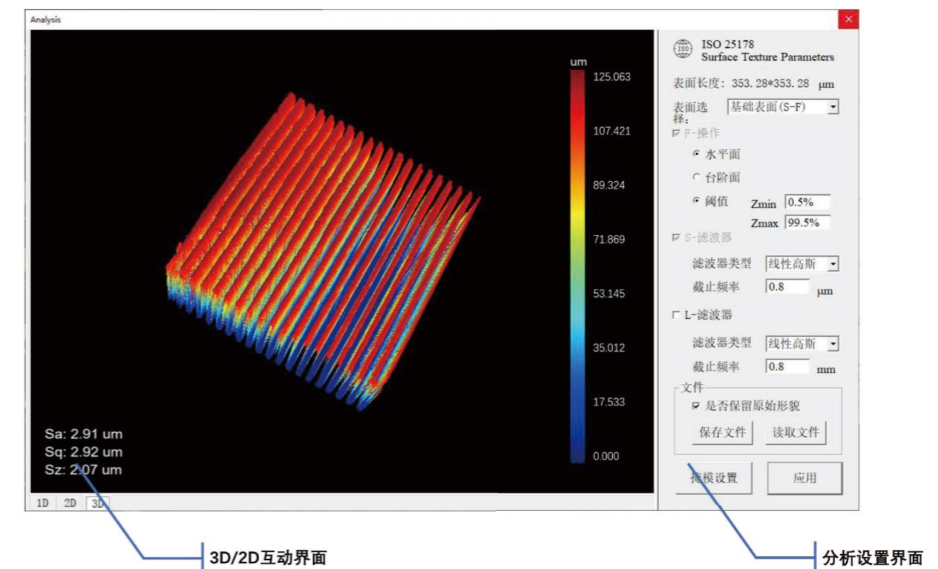 Analysis
um
125.063
107.421
89.324
71.869
53.145
35.012
17.533
0.000
Sa: 2.91 um
Sq: 2.92 um
Sz: 2.07 um
1D 2D 3D
ISO
ISO 25178
Surface Texture Parameters
表面长度: 353.28*353.28 μm
表面选择: 基础表面(S-F)
F-操作
水平面
台阶面
阈值 Zmin 0.5%
Zmax 99.5%
S-滤波器
滤波器类型 线性高斯
截止频率 0.8 μm
L-滤波器
滤波器类型 线性高斯
截止频率 0.8 mm
文件
是否保留原始形貌
保存文件 读取文件
掩模设置 应用
3D/2D互动界面
分析设置界面